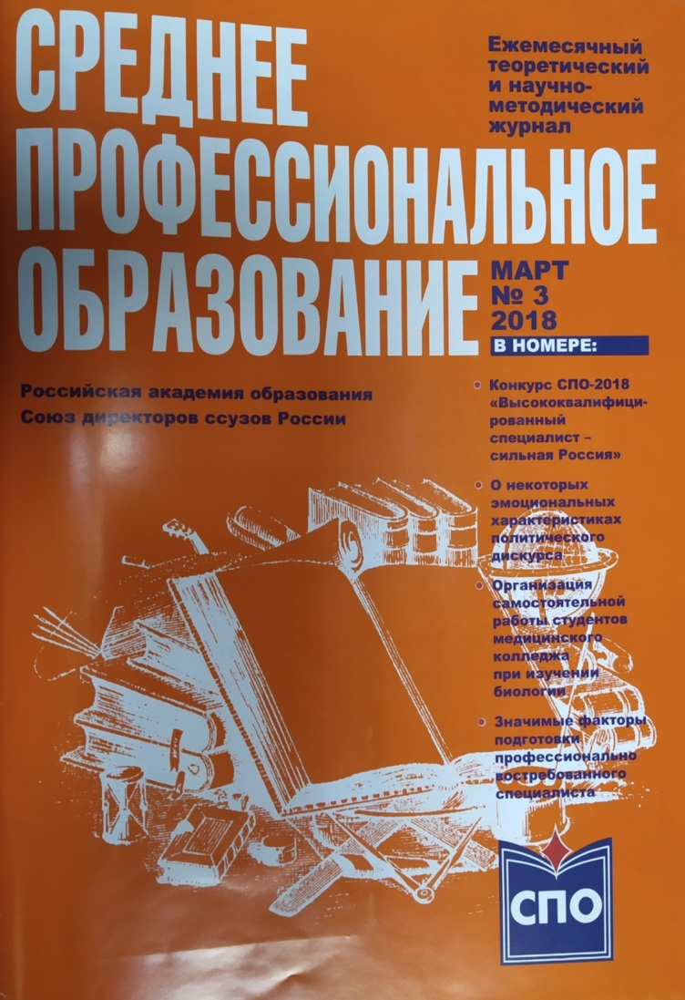 СРЕДНЕЕ
ПРОФЕССИОНАЛЬНОЕ
ОБРАЗОВАНИЕ
Ежемесячный
теоретический
и научно-
методический
журнал
МАРТ
№ 3
2018
В НОМЕРЕ:
Российская академия образования
Союз директоров ссузов России
• Конкурс СПО-2018
«Высококвалифици-
рованный
специалист –
сильная Россия»
• О некоторых
эмоциональных
характеристиках
политического
дискурса
• Организация
самостоятельной
работы студентов
медицинского
колледжа
при изучении
биологии
• Значимые факторы
подготовки
профессионально
востребованного
специалиста
СПО